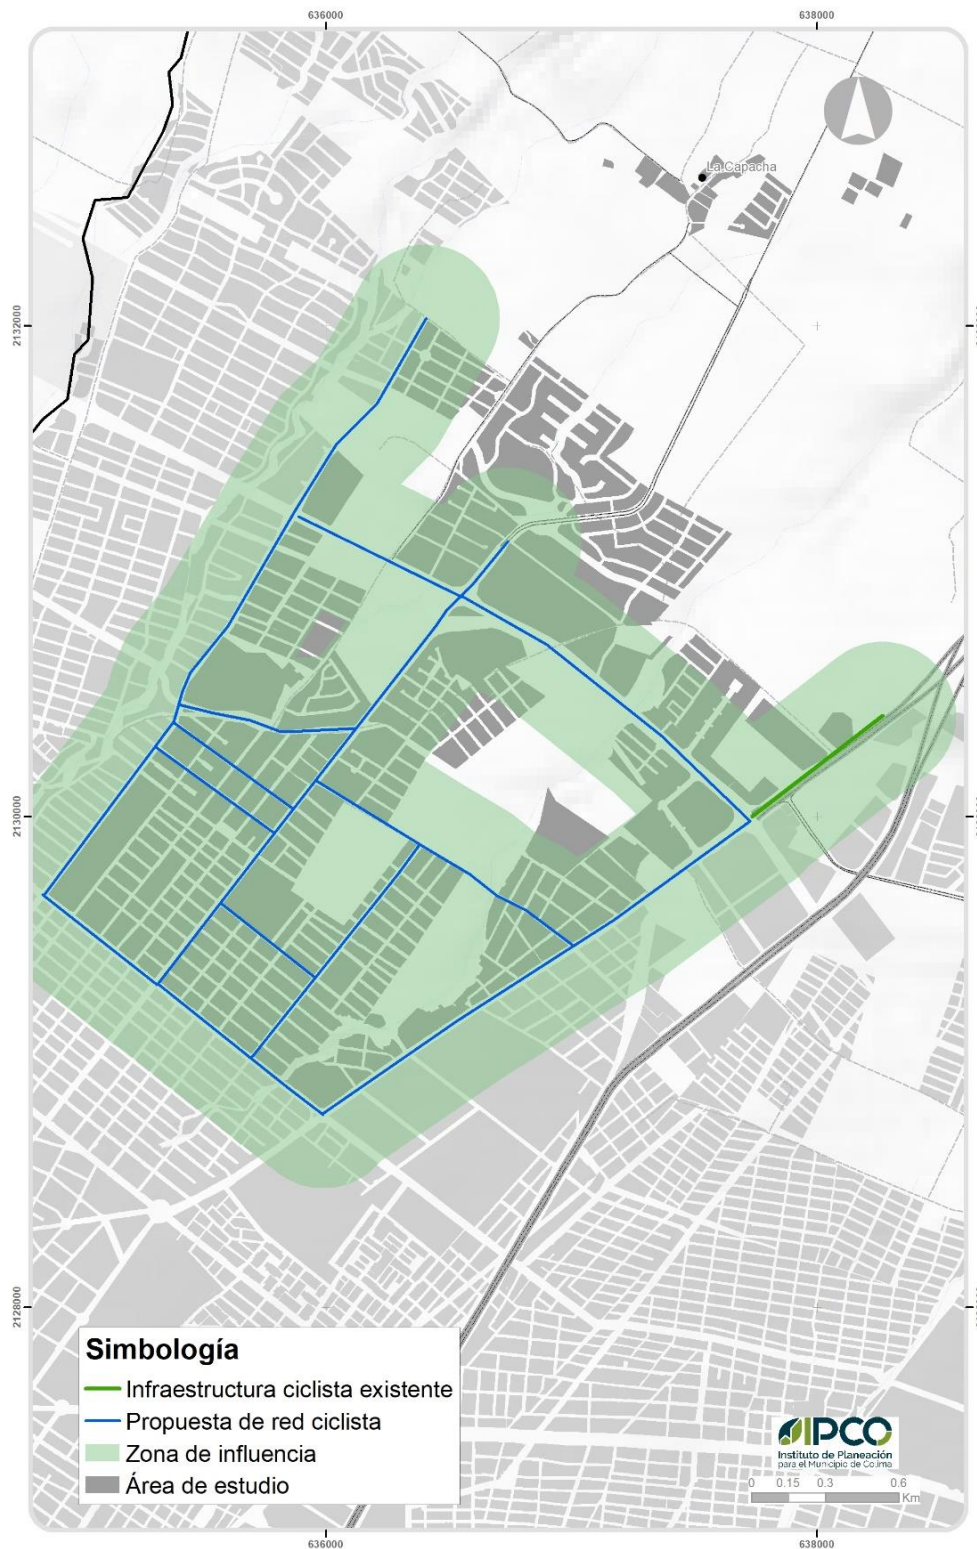 636000
638000
La Capacha
2132000
2130000
2128000
Simbología
Infraestructura ciclista existente
Propuesta de red ciclista
Zona de influencia
Área de estudio
IPCO
Instituto de Planeación
para el Municipio de Colima
0 0.15 0.3 0.6
Km
636000
638000